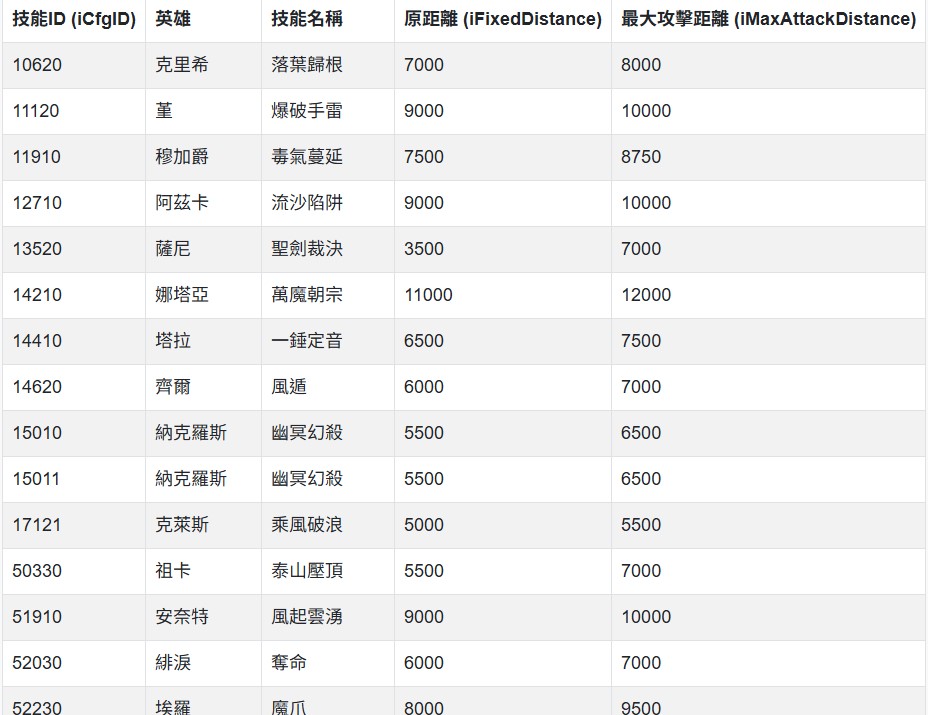 技能ID (iCfgID) 英雄 技能名稱 原距離 (iFixedDistance) 最大攻擊距離 (iMaxAttackDistance)
10620 克里希 落葉歸根 7000 8000
11120 堇 爆破手雷 9000 10000
11910 穆加爵 毒氣蔓延 7500 8750
12710 阿茲卡 流沙陷阱 9000 10000
13520 薩尼 聖劍裁決 3500 7000
14210 娜塔亞 萬魔朝宗 11000 12000
14410 塔拉 一錘定音 6500 7500
14620 齊爾 風遁 6000 7000
15010 納克羅斯 幽冥幻殺 5500 6500
15011 納克羅斯 幽冥幻殺 5500 6500
17121 克萊斯 乘風破浪 5000 5500
50330 祖卡 泰山壓頂 5500 7000
51910 安奈特 風起雲湧 9000 10000
52030 緋淚 奪命 6000 7000
52230 埃羅 魔爪 8000 9500